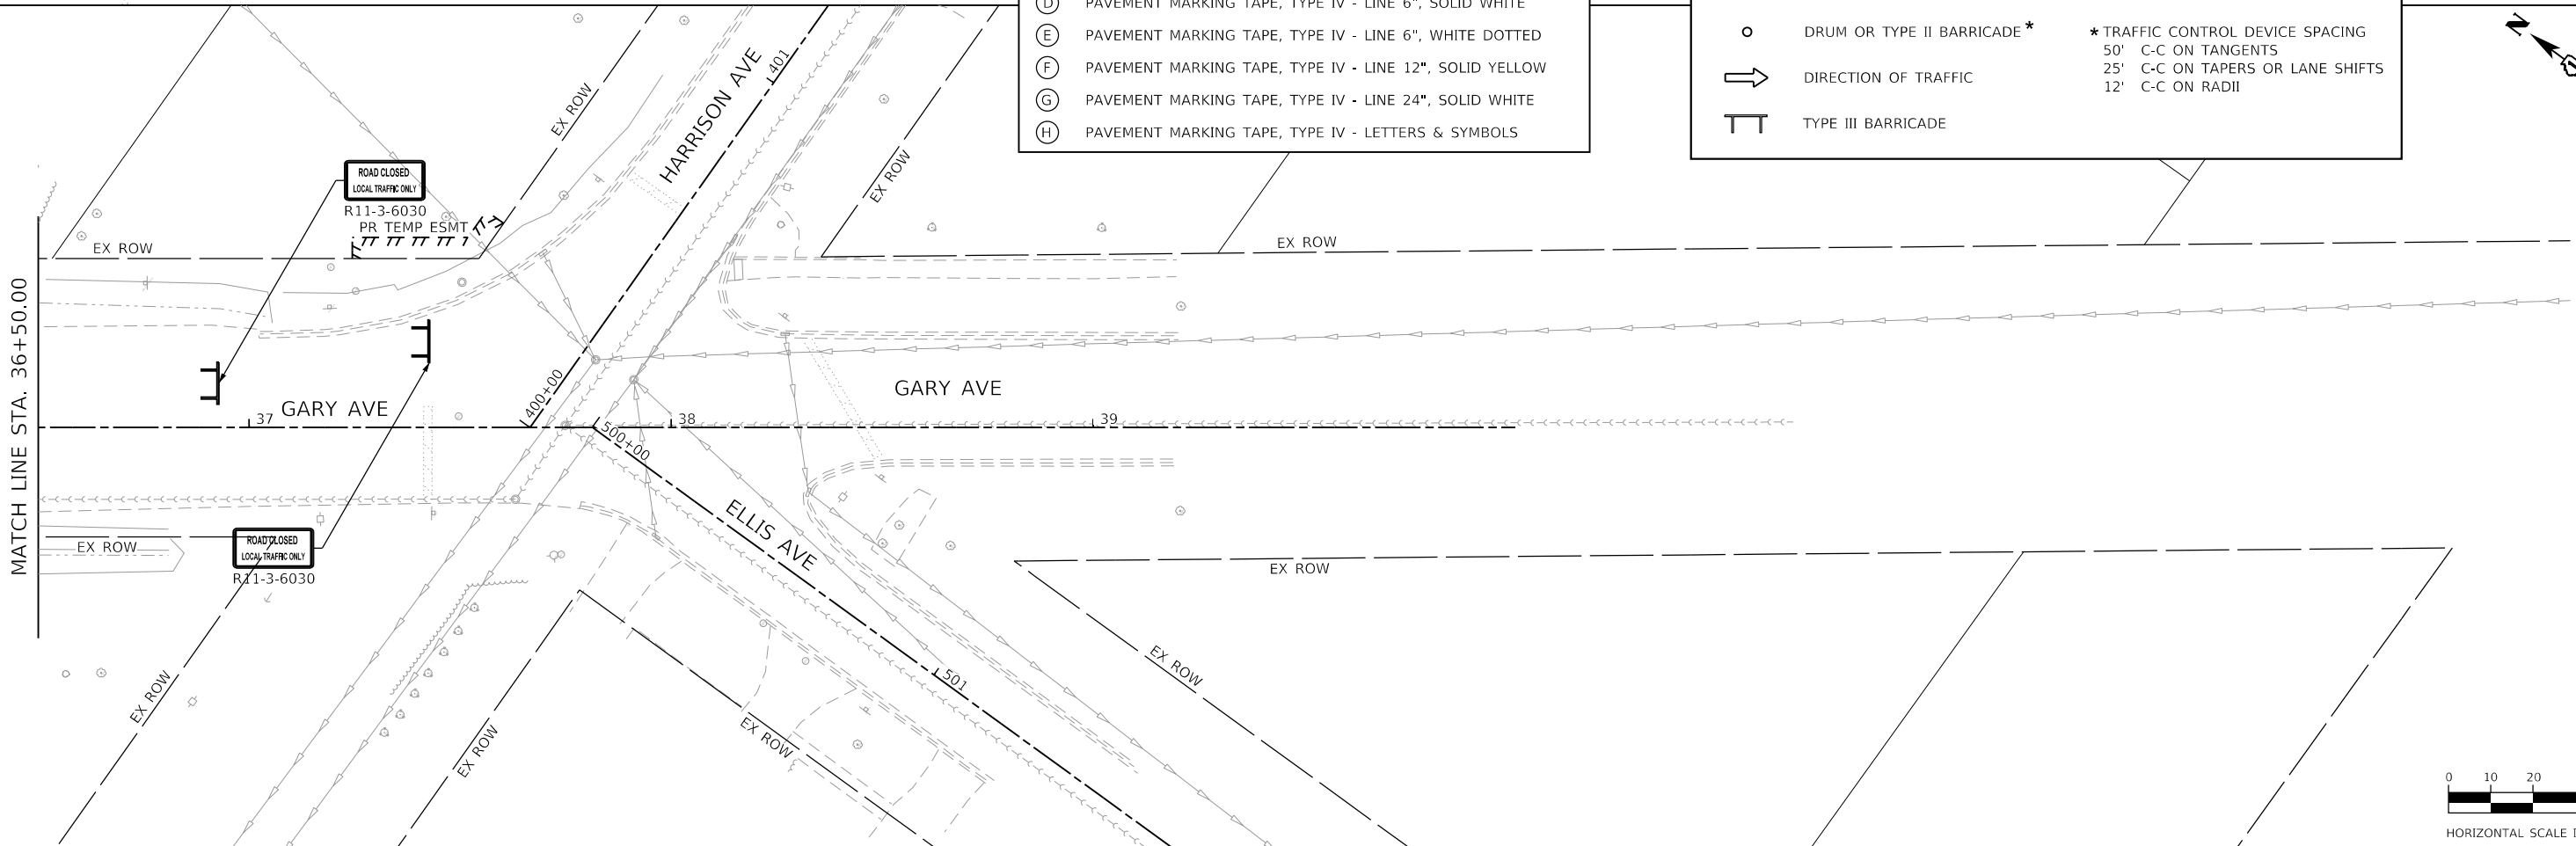 D PAVEMENT MARKING TAPE, TYPE IV - LINE 6", SOLID WHITE
E PAVEMENT MARKING TAPE, TYPE IV - LINE 6", WHITE DOTTED
F PAVEMENT MARKING TAPE, TYPE IV - LINE 12", SOLID YELLOW
G PAVEMENT MARKING TAPE, TYPE IV - LINE 24", SOLID WHITE
H PAVEMENT MARKING TAPE, TYPE IV - LETTERS & SYMBOLS
DRUM OR TYPE II BARRICADE *
DIRECTION OF TRAFFIC
TYPE III BARRICADE
* TRAFFIC CONTROL DEVICE SPACING
50' C-C ON TANGENTS
25' C-C ON TAPERS OR LANE SHIFTS
12' C-C ON RADII
N
HARRISON AVE
401
EX ROW
EX ROW
ROAD CLOSED
LOCAL TRAFFIC ONLY
R11-3-6030
PR TEMP ESMT
EX ROW
EX ROW
MATCH LINE STA. 36+50.00
37
GARY AVE
400+00
GARY AVE
38
39
500+00
ELLIS AVE
501
EX ROW
ROAD CLOSED
LOCAL TRAFFIC ONLY
R11-3-6030
EX ROW
EX ROW
EX ROW
EX ROW
EX ROW
0 10 20
HORIZONTAL SCALE